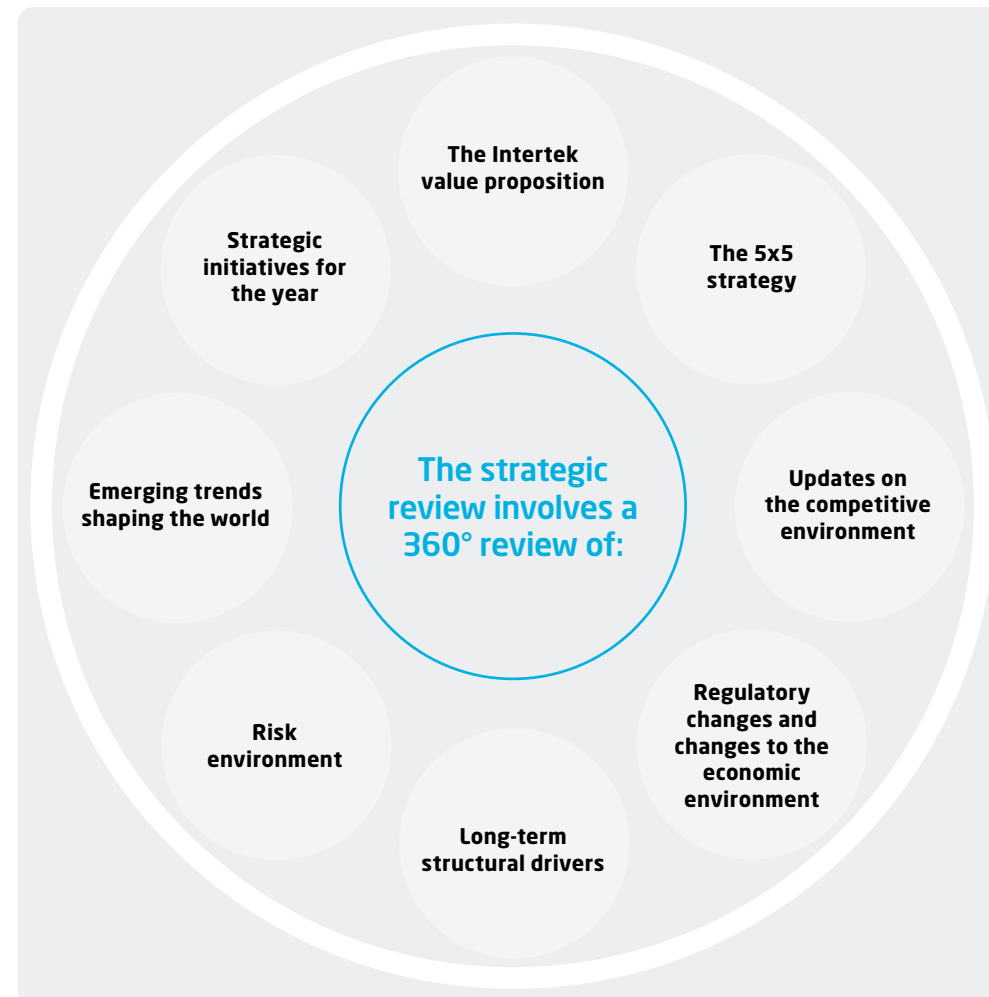 The Intertek
value proposition
The 5x5
strategy
Updates on
the competitive
environment
Regulatory
changes and
changes to the
economic
environment
Long-term
structural drivers
Risk
environment
Emerging trends
shaping the world
Strategic
initiatives for
the year
The strategic
review involves a
360° review of: